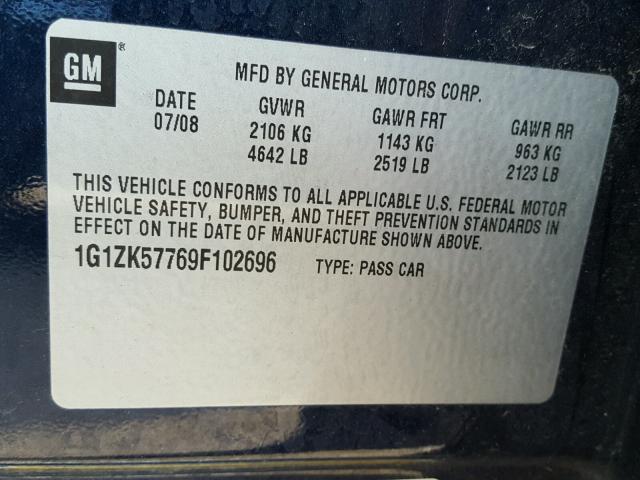 GM®
MFD BY GENERAL MOTORS CORP.
DATE GVWR GAWR FRT GAWR RR
07/08 2106 KG 1143 KG 963 KG
4642 LB 2519 LB 2123 LB
THIS VEHICLE CONFORMS TO ALL APPLICABLE U.S. FEDERAL MOTOR
VEHICLE SAFETY, BUMPER, AND THEFT PREVENTION STANDARDS IN
EFFECT ON THE DATE OF MANUFACTURE SHOWN ABOVE.
1G1ZK57769F102696 TYPE: PASS CAR